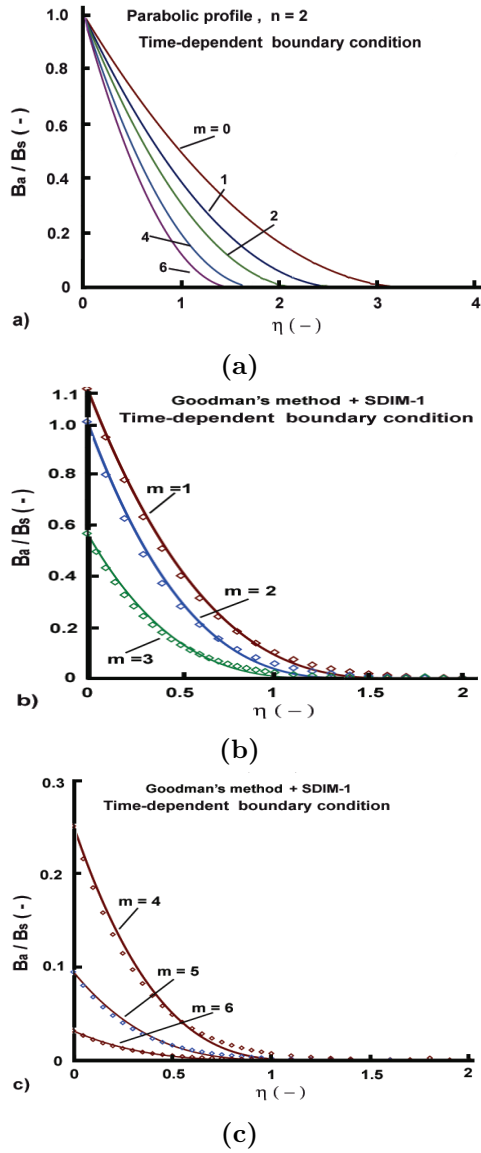 1.0
0.8
0.6
0.4
0.2
0
Ba / Bs ( - )
Parabolic profile , n = 2
Time-dependent boundary condition
m = 0
1
2
4
6
0
1
2
3
4
η ( – )
a)
(a)
1.1
1.0
0.8
0.6
0.4
0.2
0
Ba / Bs ( - )
Goodman's method + SDIM-1
Time-dependent boundary condition
m =1
m = 2
m =3
0
0.5
1
1.5
2
η ( – )
b)
(b)
0.3
0.2
0.1
0
Ba / Bs ( - )
Goodman's method + SDIM-1
Time-dependent boundary condition
m = 4
m = 5
m = 6
0
0.5
1
1.5
2
η ( – )
c)
(c)